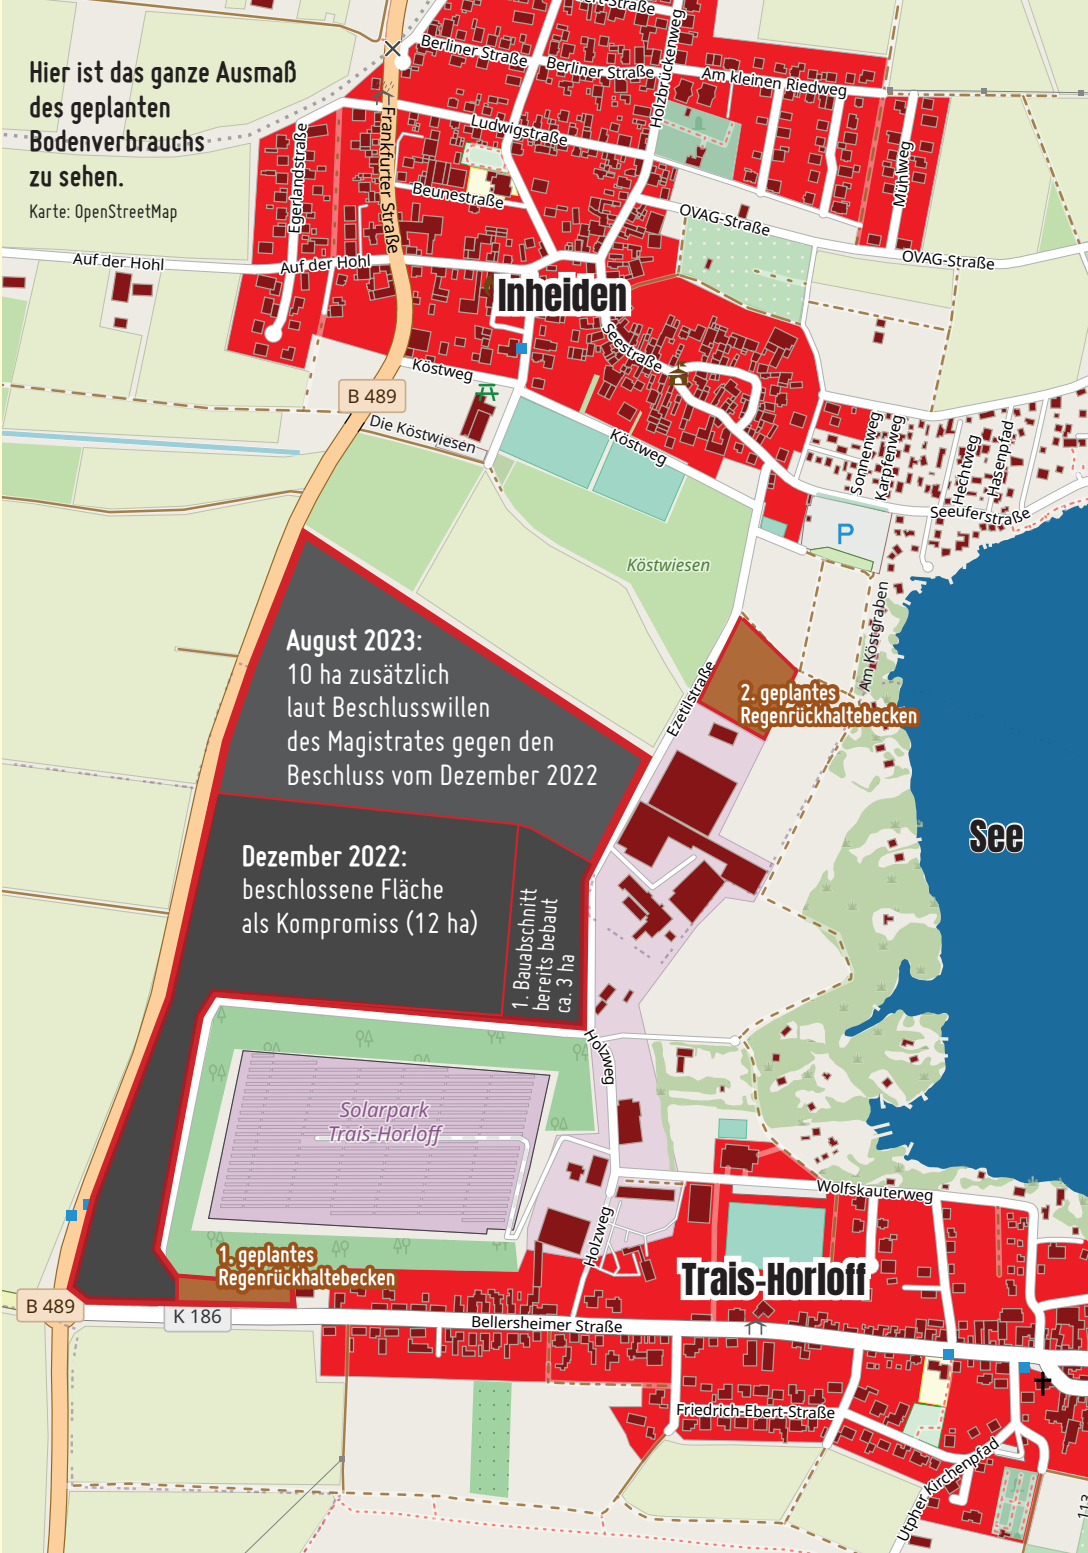 Hier ist das ganze Ausmaß
des geplanten
Bodenverbrauchs
zu sehen.
Karte: OpenStreetMap
Berliner Straße
Berliner Straße
Am kleinen Riedweg
Holzbrückenweg
Ludwigstraße
Egerlandstraße
Frankfurter Straße
Beunestraße
Mühlweg
OVAG-Straße
OVAG-Straße
Auf der Hohl
Auf der Hohl
Inheiden
Seestraße
Köstweg
B 489
Die Köstwiesen
Köstweg
Sonnenweg
Karpfenweg
Hechtweg
Hasenpfad
Seeuferstraße
P
Köstwiesen
Am Köstgraben
August 2023:
10 ha zusätzlich
laut Beschlusswillen
des Magistrates gegen den
Beschluss vom Dezember 2022
Ezetilstraße
2. geplantes
Regenrückhaltebecken
See
Dezember 2022:
beschlossene Fläche
als Kompromiss (12 ha)
1. Bauabschnitt
bereits bebaut
ca. 3 ha
Holzweg
Solarpark
Trais-Horloff
Wolfskauterweg
Holzweg
1. geplantes
Regenrückhaltebecken
Trais-Horloff
B 489
K 186
Bellersheimer Straße
Friedrich-Ebert-Straße
Utpher Kirchenpfad
113